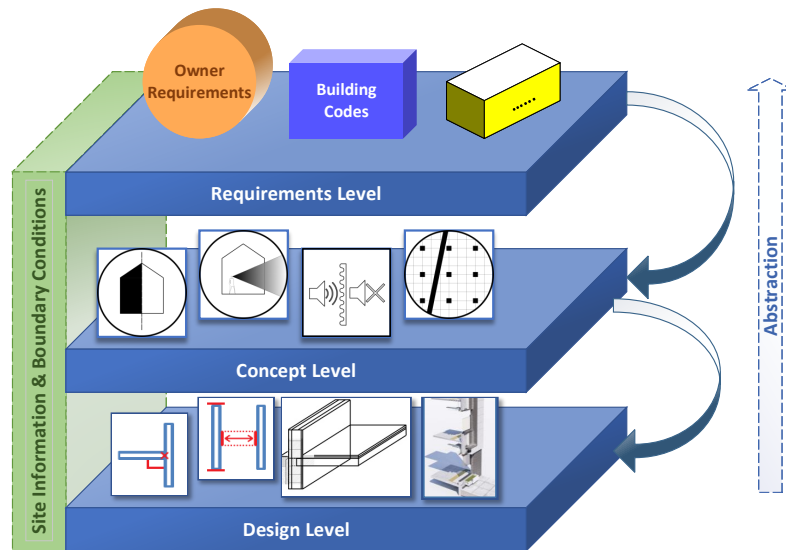 Owner
Requirements
Building
Codes
......
Requirements Level
Concept Level
Design Level
Site Information & Boundary Conditions
Abstraction